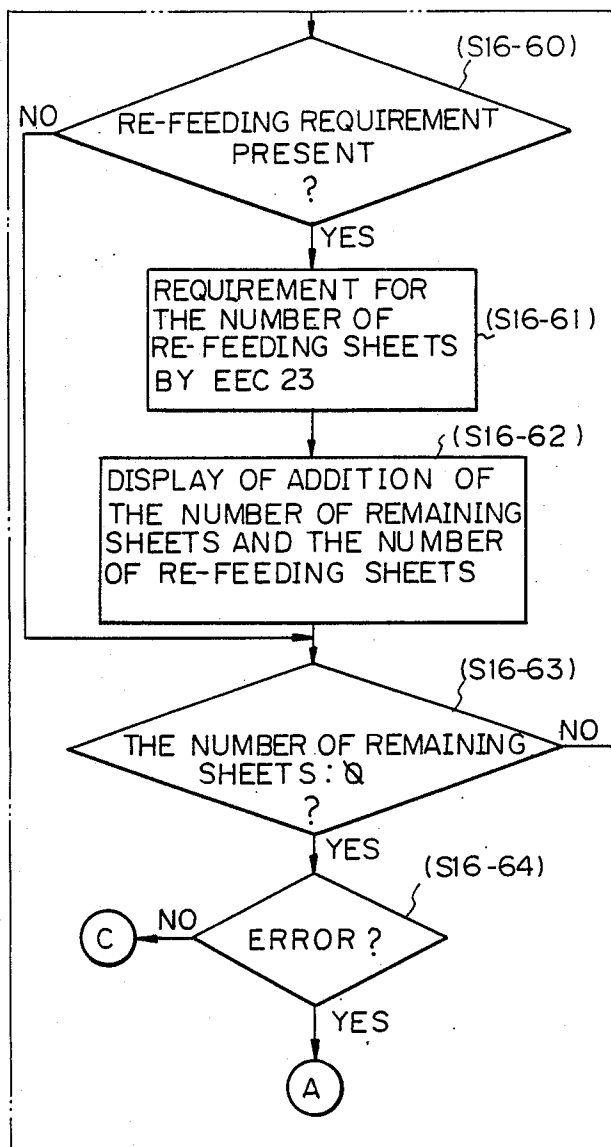 (S16-60)
NO
RE-FEEDING REQUIREMENT
PRESENT
?
YES
REQUIREMENT FOR
THE NUMBER OF
RE-FEEDING SHEETS
BY EEC 23
(S16-61)
(S16-62)
DISPLAY OF ADDITION OF
THE NUMBER OF REMAINING
SHEETS AND THE NUMBER
OF RE-FEEDING SHEETS
(S16-63)
THE NUMBER OF REMAINING
SHEETS : 0
?
NO
YES
(S16-64)
C
NO
ERROR ?
YES
A